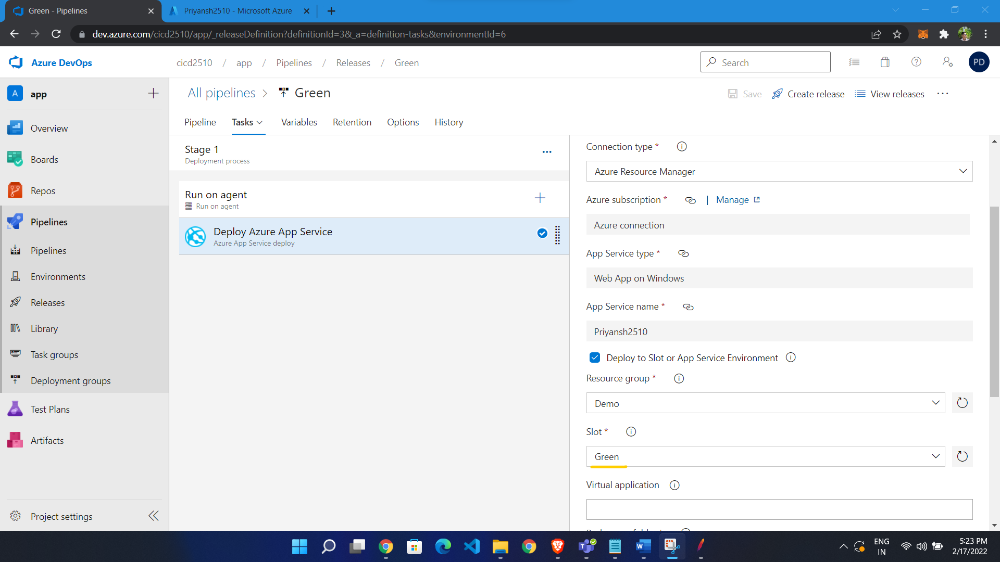 Green - Pipelines
Priyansh2510 - Microsoft Azure
dev.azure.com/cicd2510/app/_releaseDefinition?definitionId=3&_a=definition-tasks&environmentId=6
Azure DevOps
cicd2510 / app / Pipelines / Releases / Green
Search
PD
A app
All pipelines > Green
Save
Create release
View releases
Pipeline
Tasks
Variables
Retention
Options
History
Overview
Boards
Repos
Pipelines
Pipelines
Environments
Releases
Library
Task groups
Deployment groups
Test Plans
Artifacts
Project settings
Stage 1
Deployment process
Run on agent
Run on agent
Deploy Azure App Service
Azure App Service deploy
Connection type *
Azure Resource Manager
Azure subscription * | Manage
Azure connection
App Service type *
Web App on Windows
App Service name *
Priyansh2510
Deploy to Slot or App Service Environment
Resource group *
Demo
Slot *
Green
Virtual application
ENG
IN
5:23 PM
2/17/2022